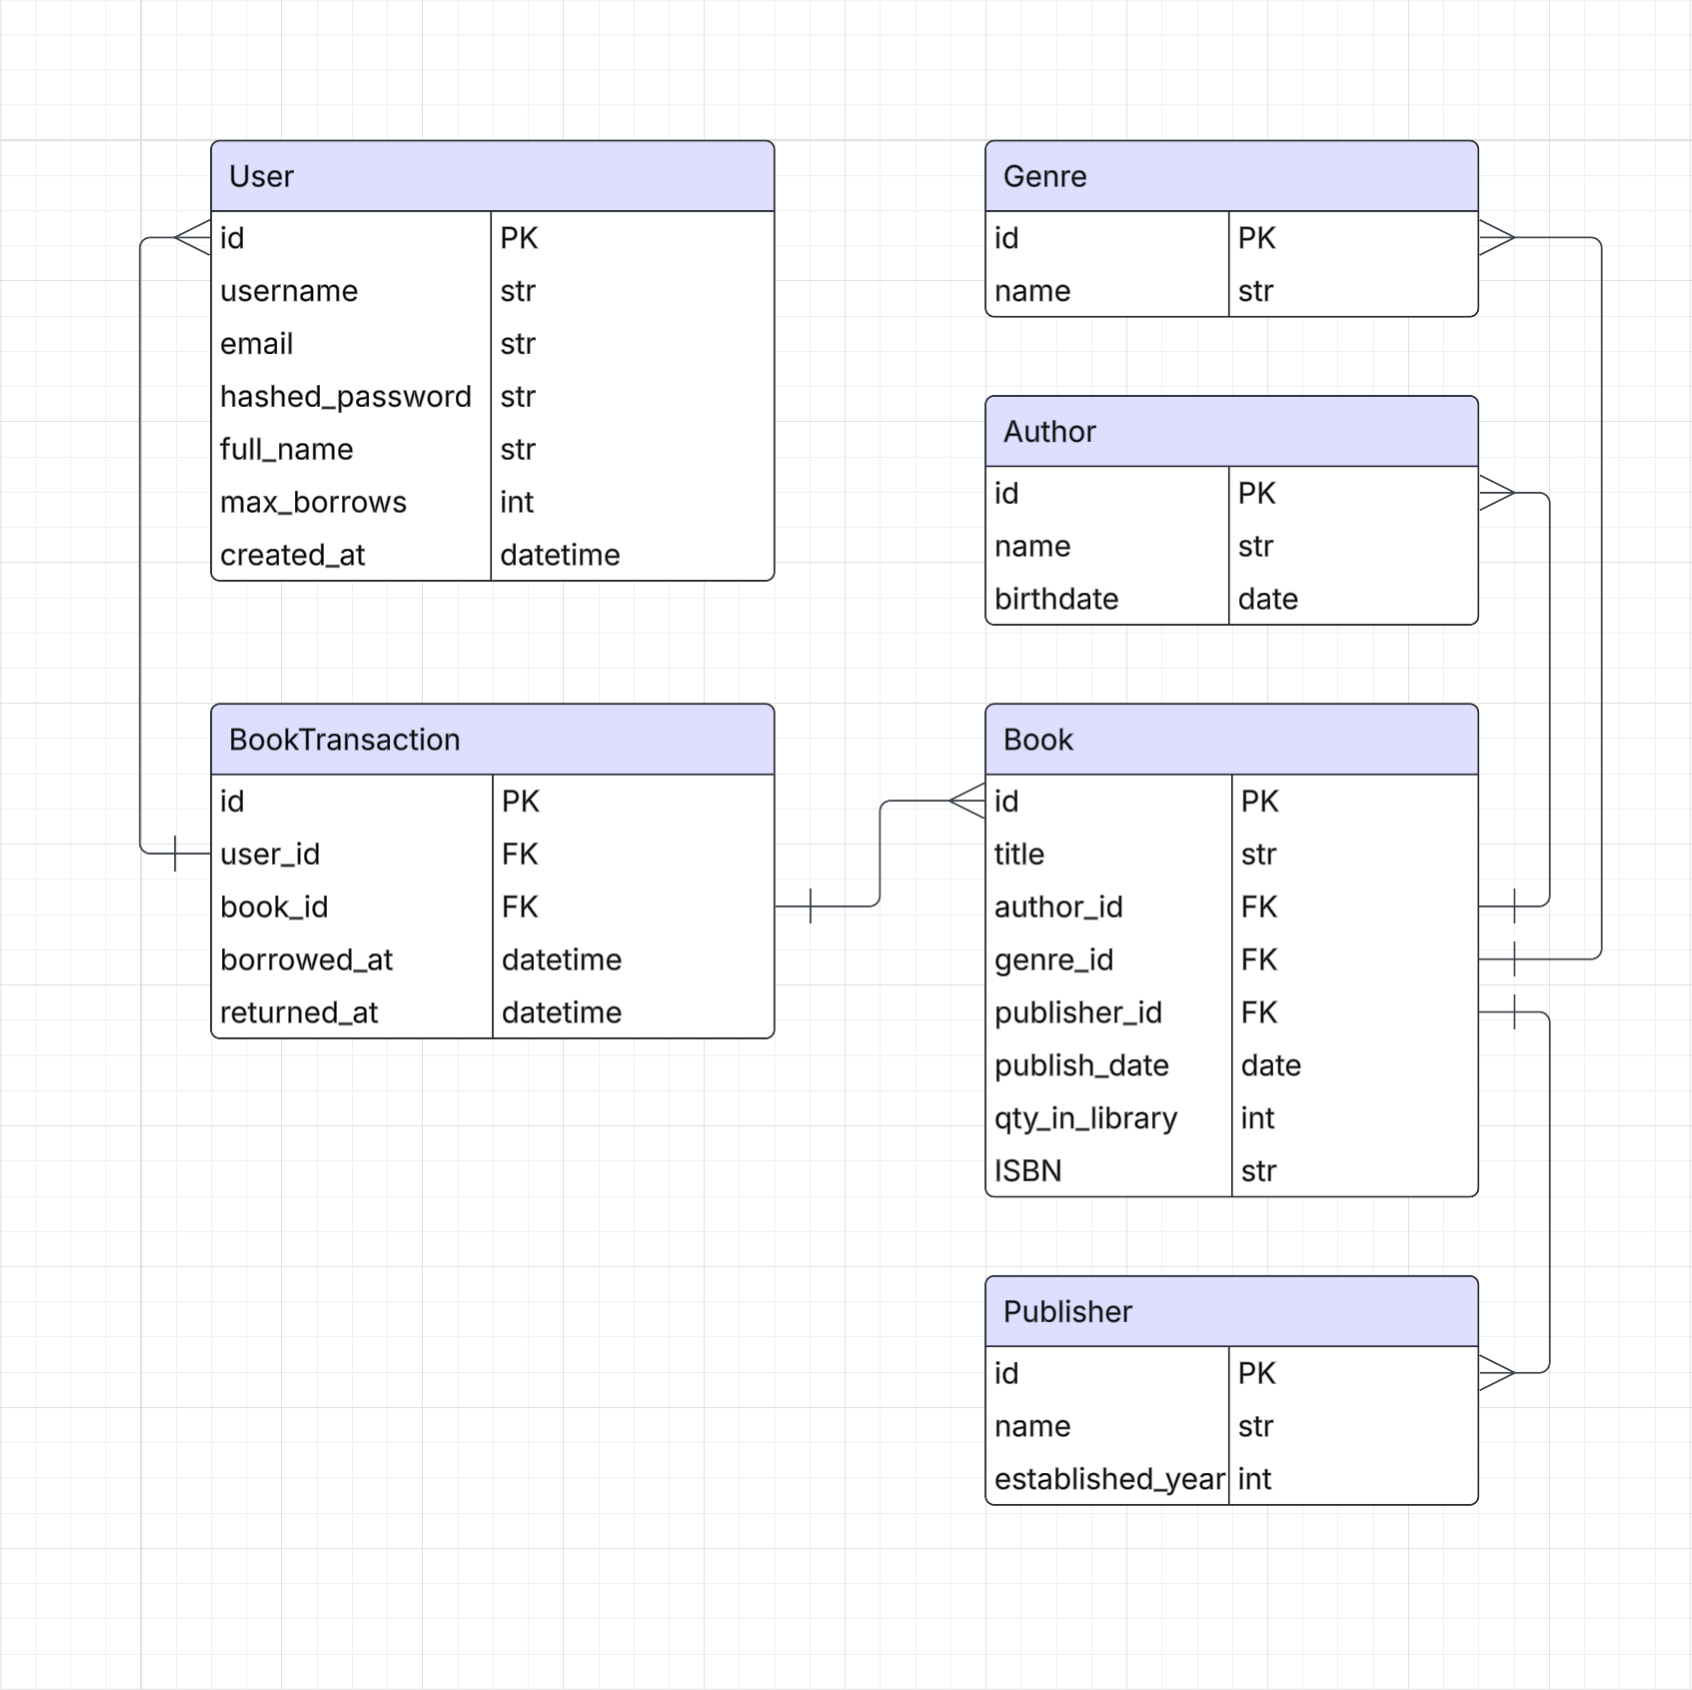 User
id PK
username str
email str
hashed_password str
full_name str
max_borrows int
created_at datetime
Genre
id PK
name str
Author
id PK
name str
birthdate date
BookTransaction
id PK
user_id FK
book_id FK
borrowed_at datetime
returned_at datetime
Book
id PK
title str
author_id FK
genre_id FK
publisher_id FK
publish_date date
qty_in_library int
ISBN str
Publisher
id PK
name str
established_year int